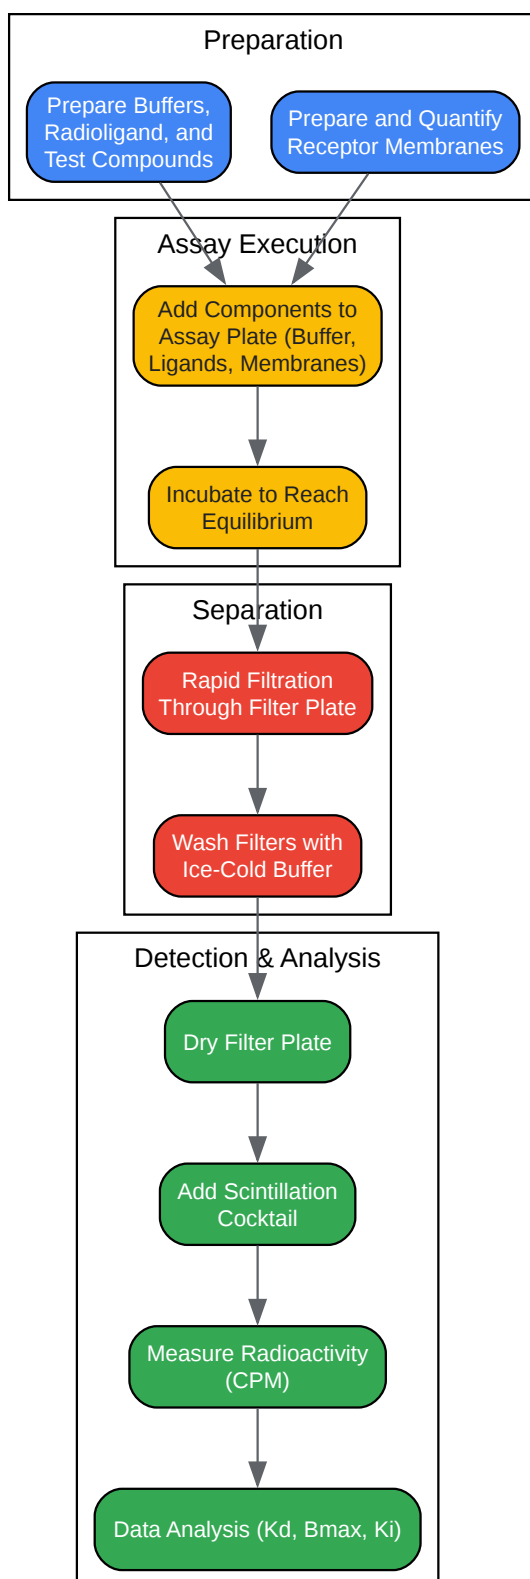 Preparation
Prepare Buffers,
Radioligand, and
Test Compounds
Prepare and Quantify
Receptor Membranes
Assay Execution
Add Components to
Assay Plate (Buffer,
Ligands, Membranes)
Incubate to Reach
Equilibrium
Separation
Rapid Filtration
Through Filter Plate
Wash Filters with
Ice-Cold Buffer
Detection & Analysis
Dry Filter Plate
Add Scintillation
Cocktail
Measure Radioactivity
(CPM)
Data Analysis (Kd, Bmax, Ki)